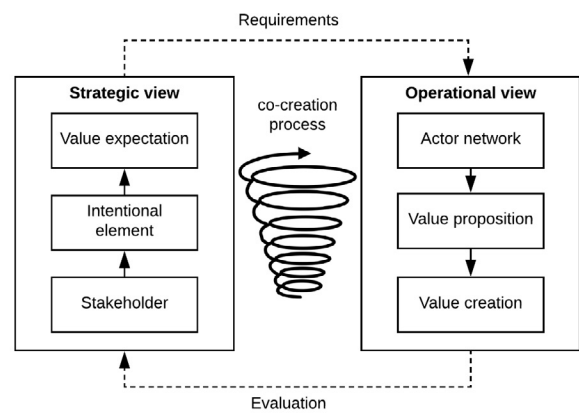 Requirements
Strategic view
Value expectation
Intentional
element
Stakeholder
co-creation
process
Operational view
Actor network
Value proposition
Value creation
Evaluation